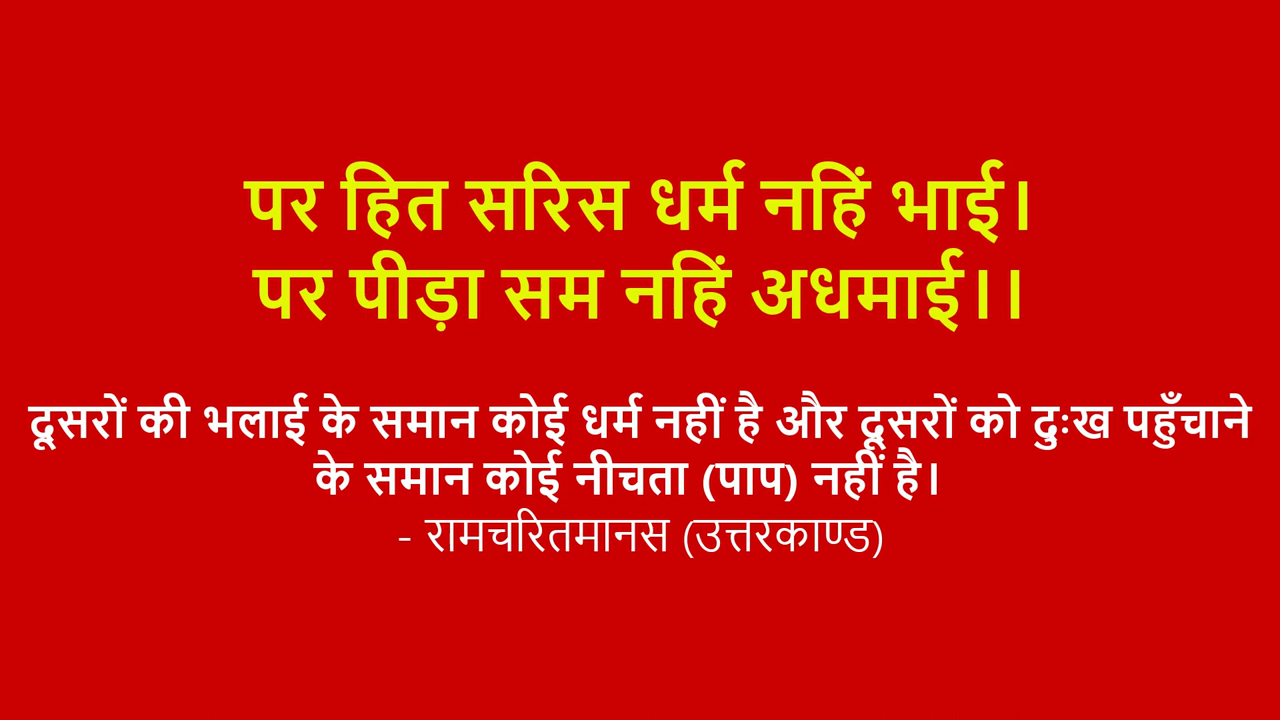 पर हित सरिस धर्म नहिं भाई।
पर पीड़ा सम नहिं अधमाई।।
दूसरों की भलाई के समान कोई धर्म नहीं है और दूसरों को दुःख पहुँचाने
के समान कोई नीचता (पाप) नहीं है।
- रामचरितमानस (उत्तरकाण्ड)